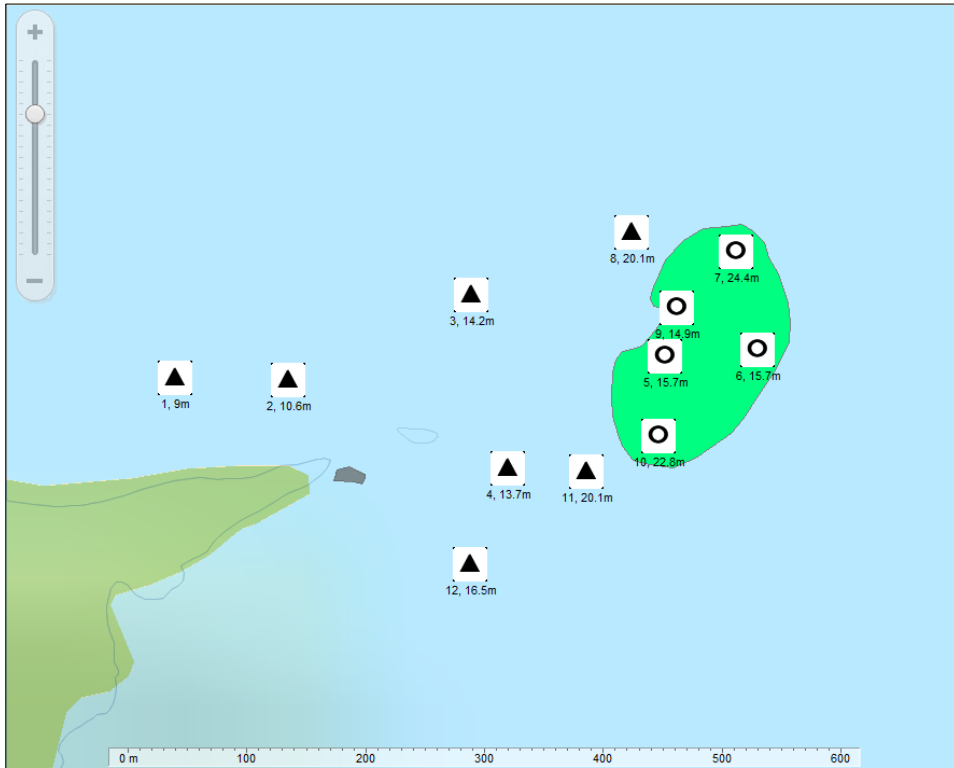 +
8, 20.1m
7, 24.4m
−
3, 14.2m
9, 14.9m
6, 15.7m
5, 15.7m
1, 9m
2, 10.6m
10, 22.8m
4, 13.7m
11, 20.1m
12, 16.5m
0 m 100 200 300 400 500 600